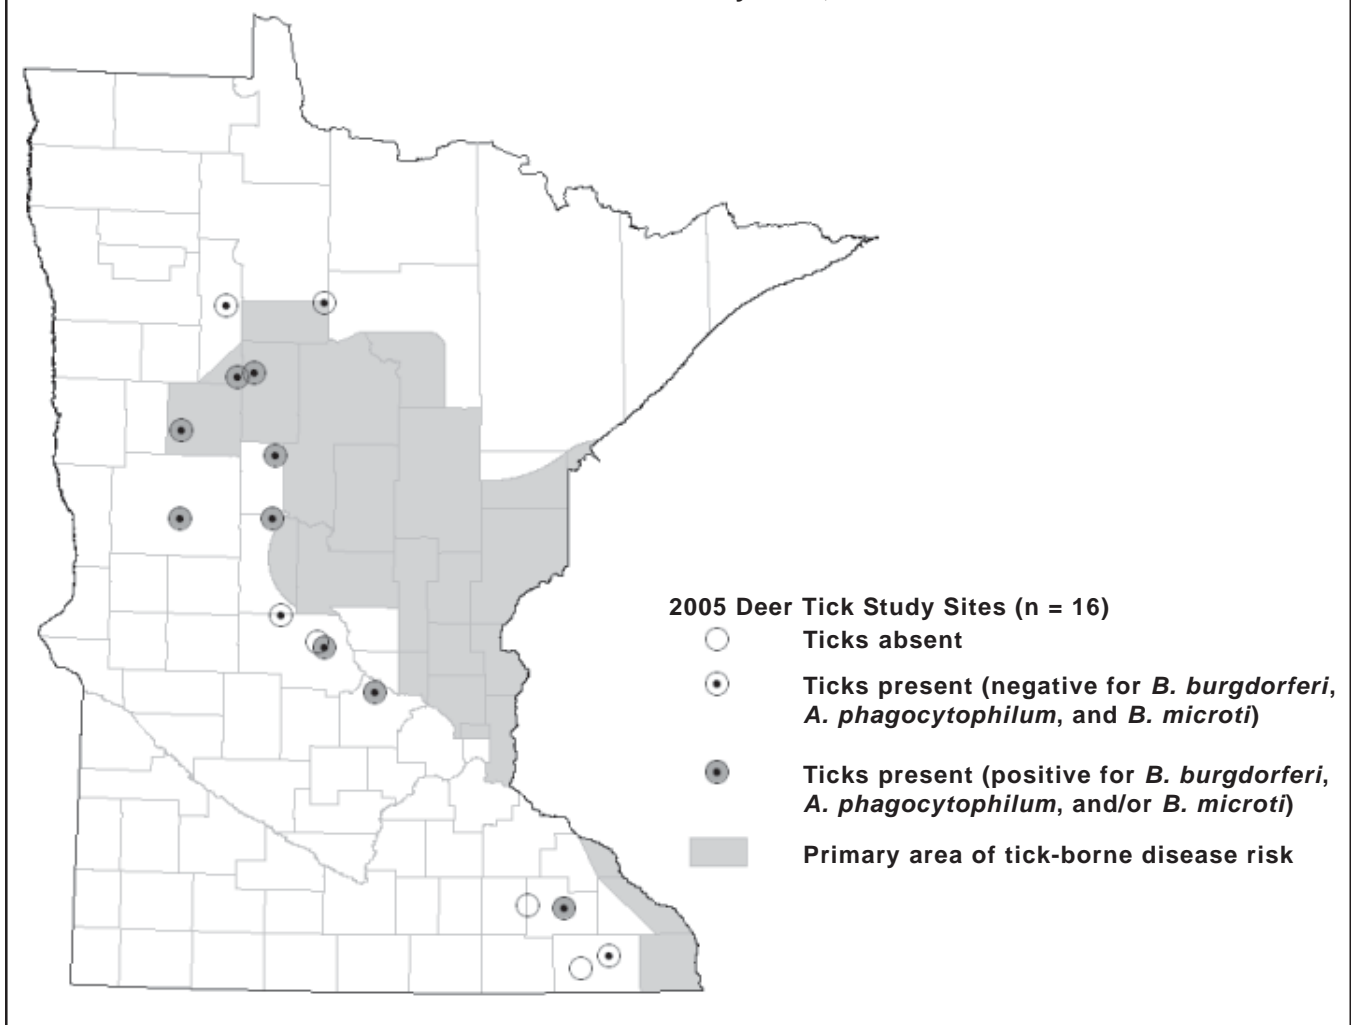 2005 Deer Tick Study Sites (n = 16)
Ticks absent
Ticks present (negative for B. burgdorferi,
A. phagocytophilum, and B. microti)
Ticks present (positive for B. burgdorferi,
A. phagocytophilum, and/or B. microti)
Primary area of tick-borne disease risk